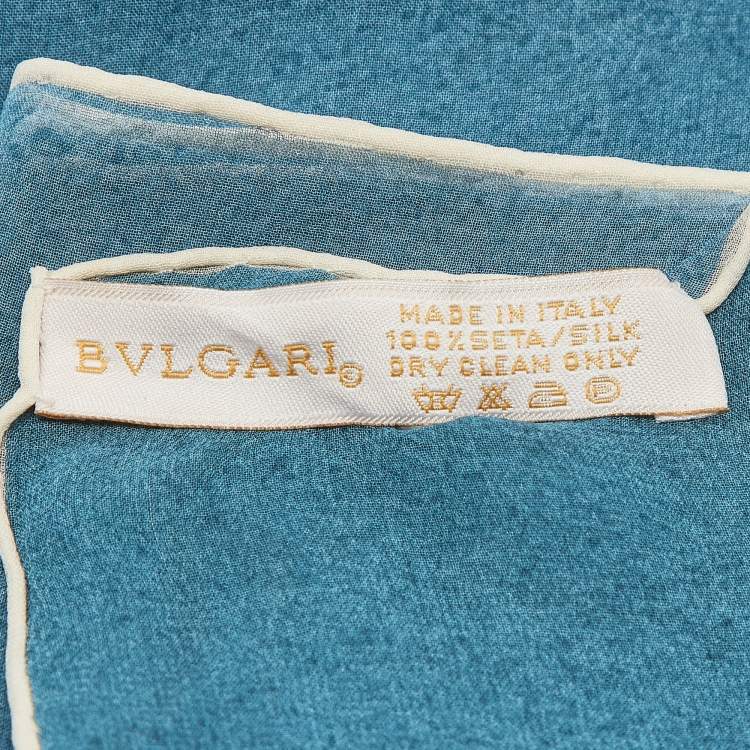 BVLGARI©
MADE IN ITALY
100%SETA/SILK
DRY CLEAN ONLY
P